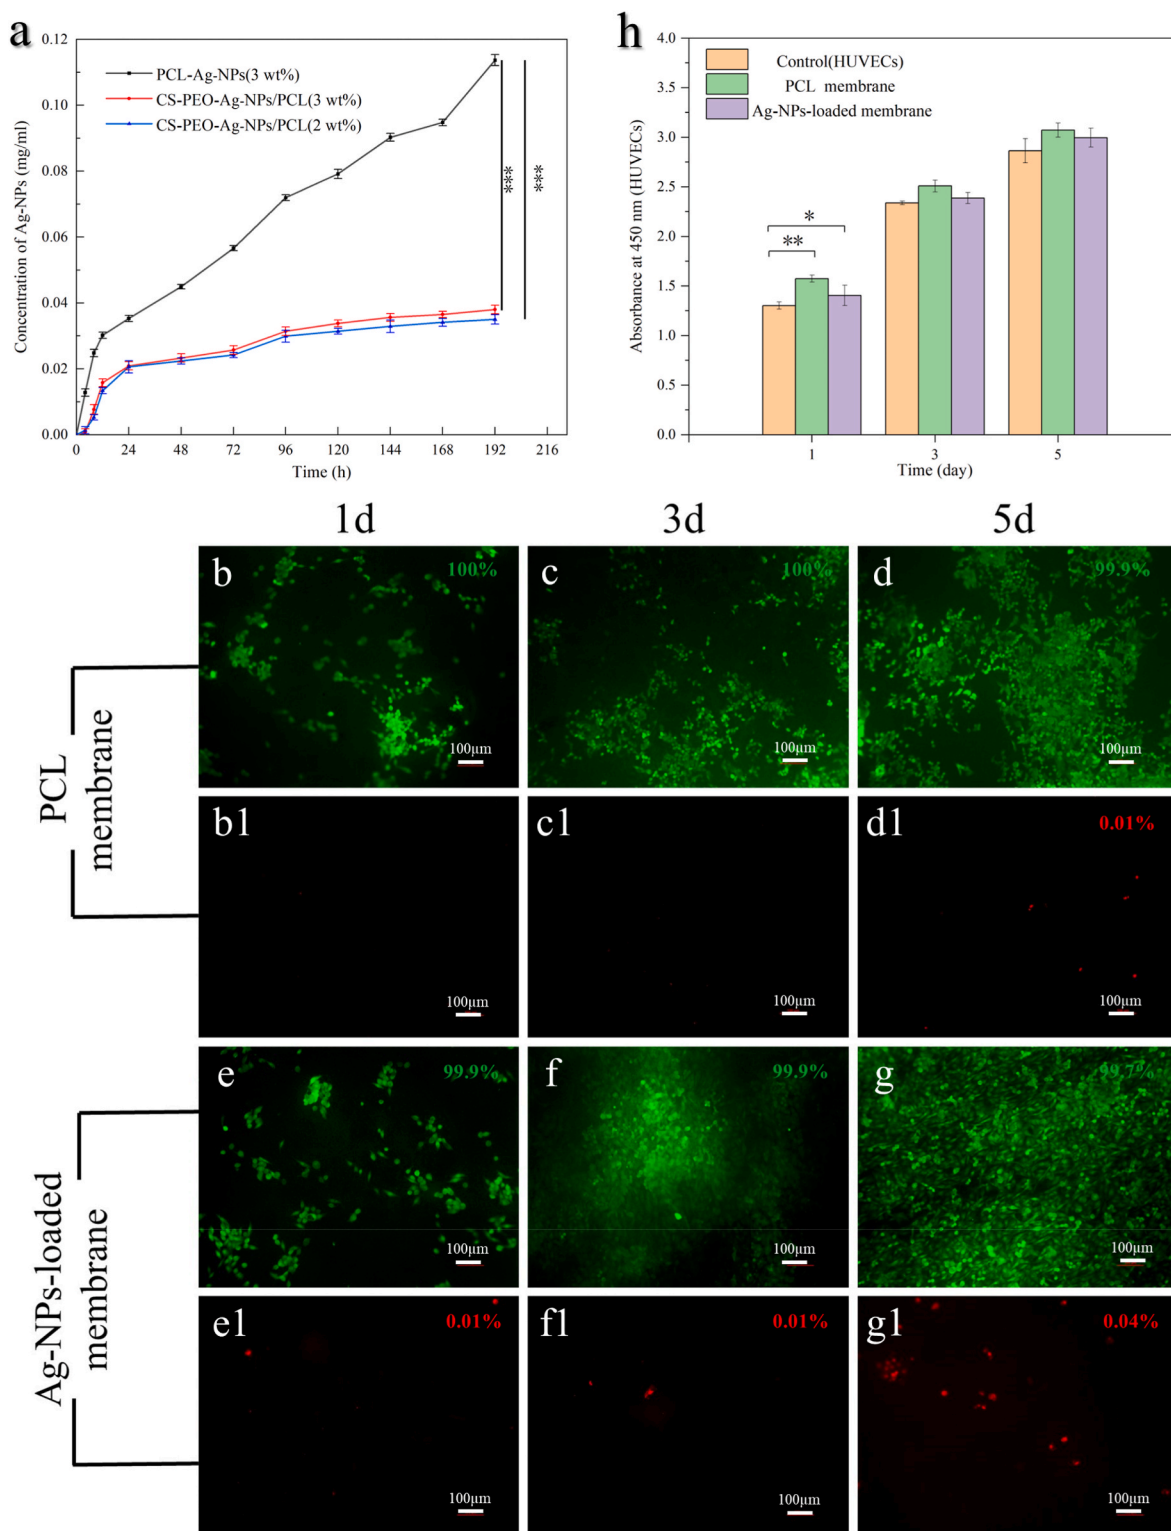 a
0.12
0.10
0.08
0.06
0.04
0.02
0.00
Concentration of Ag-NPs (mg/ml)
PCL-Ag-NPs(3 wt%)
CS-PEO-Ag-NPs/PCL(3 wt%)
CS-PEO-Ag-NPs/PCL(2 wt%)
***
***
0 24 48 72 96 120 144 168 192 216
Time (h)
h
4.0
3.5
3.0
2.5
2.0
1.5
1.0
0.5
0.0
Absorbance at 450 nm (HUVECs)
Control(HUVECs)
PCL membrane
Ag-NPs-loaded membrane
*
**
1 3 5
Time (day)
1d 3d 5d
PCL
membrane
b
100%
100μm
c
100%
100μm
d
99.9%
100μm
b1
100μm
c1
100μm
d1
0.01%
100μm
Ag-NPs-loaded
membrane
e
99.9%
100μm
f
99.9%
100μm
g
99.7%
100μm
e1
0.01%
100μm
f1
0.01%
100μm
g1
0.04%
100μm